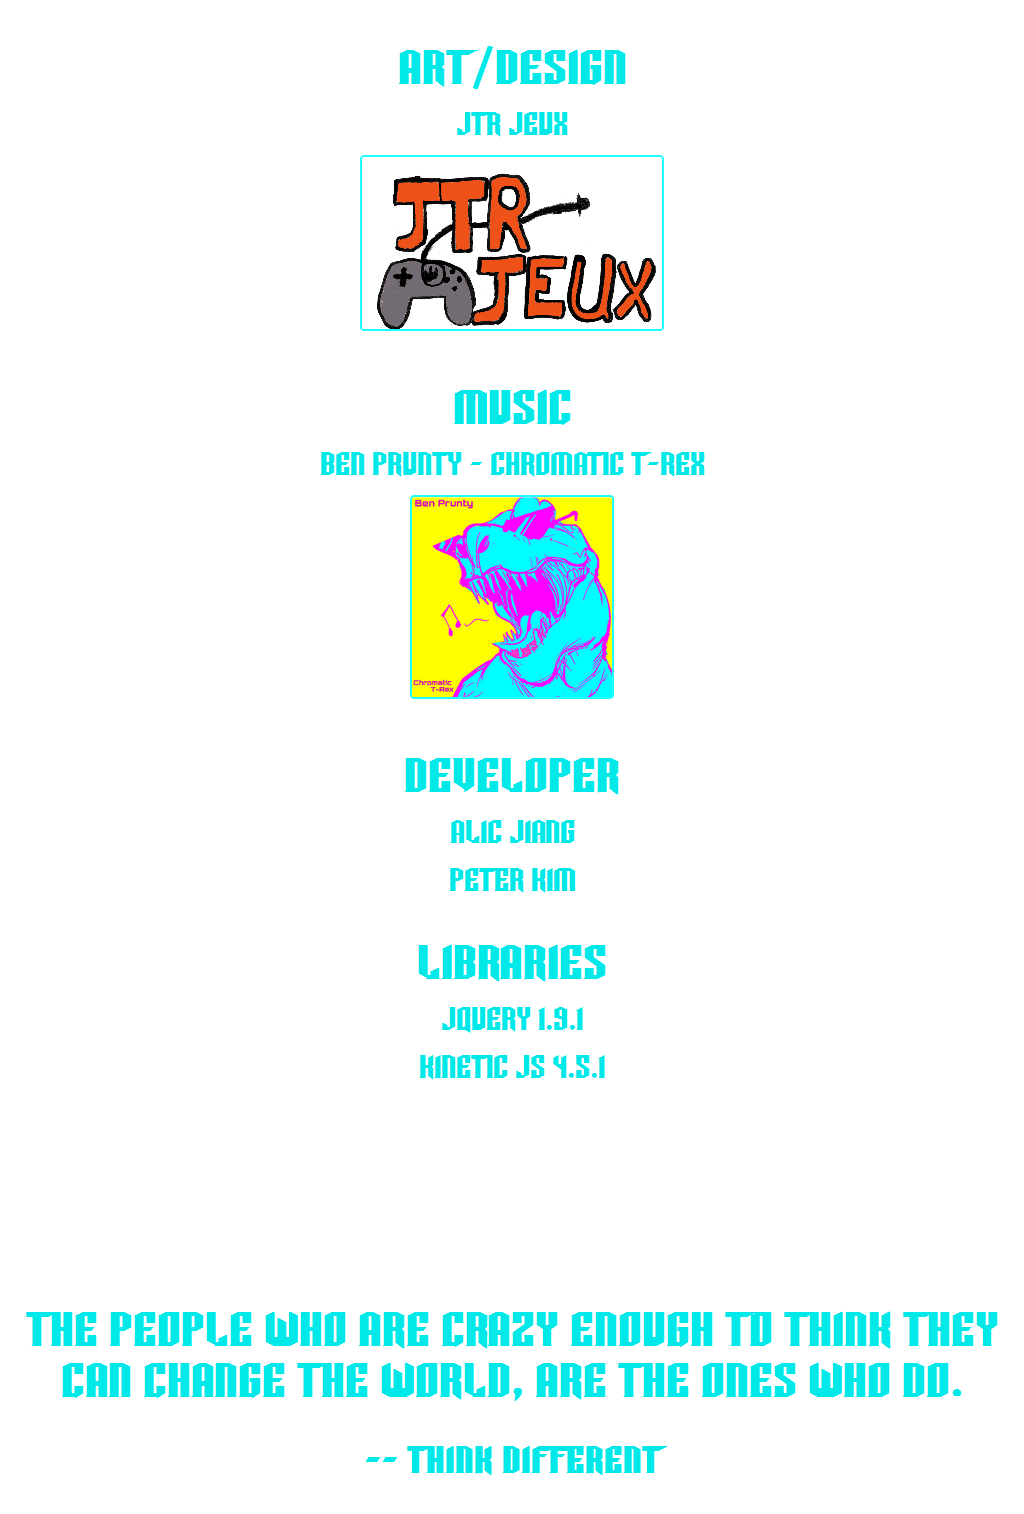 ART/DESIGN
JTR JEUX
JTR
JEUX
MUSIC
BEN PRUNTY - CHROMATIC T-REX
Ben Prunty
Chromatic
T-Rex
DEVELOPER
ALIC JIANG
PETER KIM
LIBRARIES
JQUERY 1.9.1
KINETIC JS 4.5.1
THE PEOPLE WHO ARE CRAZY ENOUGH TO THINK THEY
CAN CHANGE THE WORLD, ARE THE ONES WHO DO.
-- THINK DIFFERENT